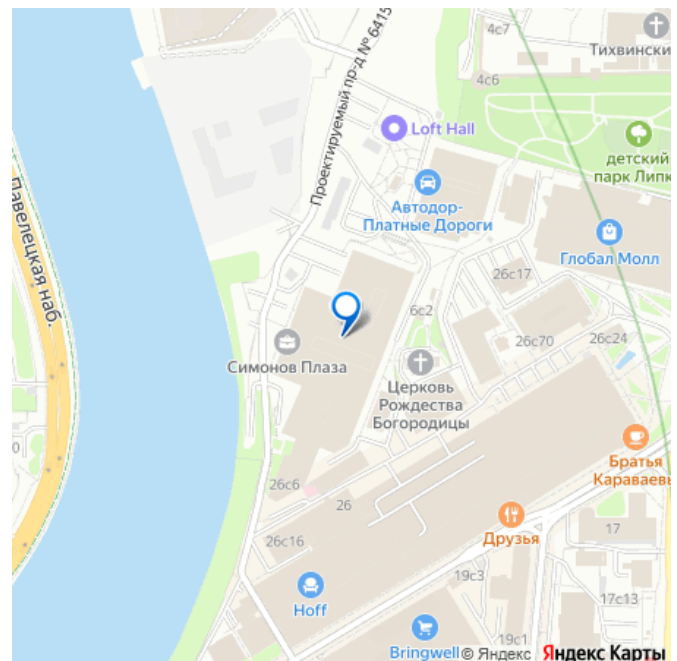 4с7
Тихвински
4с6
Проектируемый пр-д № 6415
Loft Hall
детский
парк Липк
Автодор-
Платные Дороги
Павелецкая наб.
Глобал Молл
26с17
6с2
26с70
26с24
Симонов Плаза
Церковь
Рождества
Богородицы
Братья
Караваевы
26с6
26
0
Друзья
17
26с16
19с3
17с13
Hoff
19с1
Bringwell
© Яндекс
Яндекс Карты